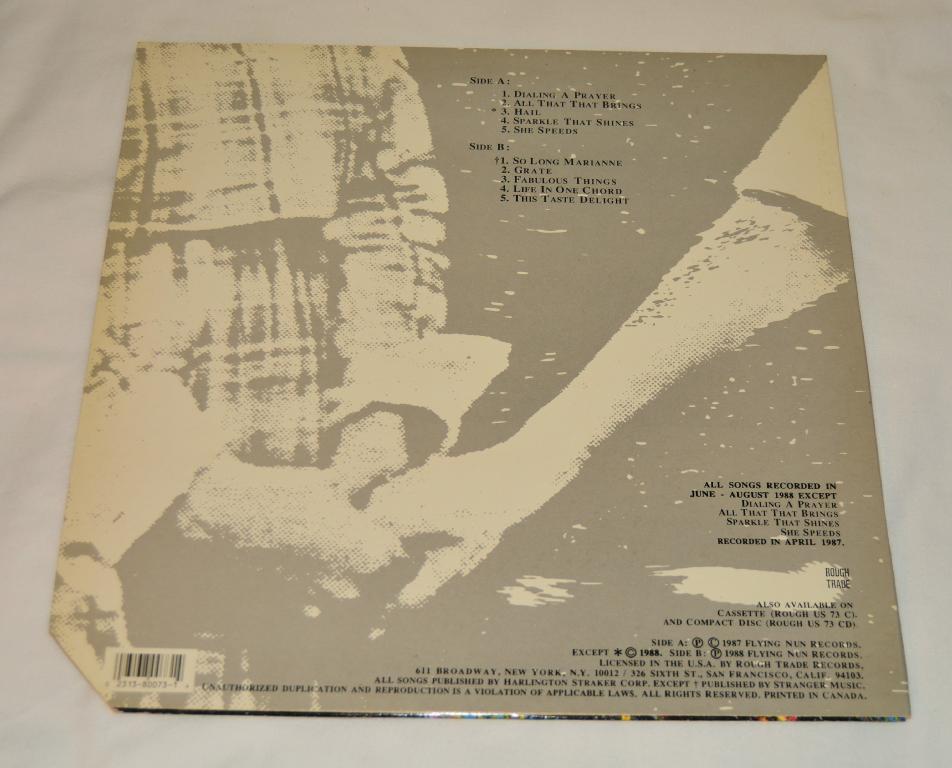 SIDE A:
1. DIALING A PRAYER
2. ALL THAT THAT BRINGS
* 3. HAIL
4. SPARKLE THAT SHINES
5. SHE SPEEDS
SIDE B:
†1. SO LONG MARIANNE
2. GRATE
3. FABULOUS THINGS
4. LIFE IN ONE CHORD
5. THIS TASTE DELIGHT
ALL SONGS RECORDED IN
JUNE - AUGUST 1988 EXCEPT
DIALING A PRAYER
ALL THAT THAT BRINGS
SPARKLE THAT SHINES
SHE SPEEDS
RECORDED IN APRIL 1987.
ROUGH
TRADE
ALSO AVAILABLE ON
CASSETTE (ROUGH US 73 C).
AND COMPACT DISC (ROUGH US 73 CD).
SIDE A: Ⓟ © 1987 FLYING NUN RECORDS.
EXCEPT * © 1988. SIDE B: Ⓟ 1988 FLYING NUN RECORDS.
LICENSED IN THE U.S.A. BY ROUGH TRADE RECORDS,
611 BROADWAY, NEW YORK, N.Y. 10012 / 326 SIXTH ST., SAN FRANCISCO, CALIF. 94103.
ALL SONGS PUBLISHED BY HARLINGTON STRAKER CORP. EXCEPT † PUBLISHED BY STRANGER MUSIC.
UNAUTHORIZED DUPLICATION AND REPRODUCTION IS A VIOLATION OF APPLICABLE LAWS. ALL RIGHTS RESERVED. PRINTED IN CANADA.
2313-80073-1